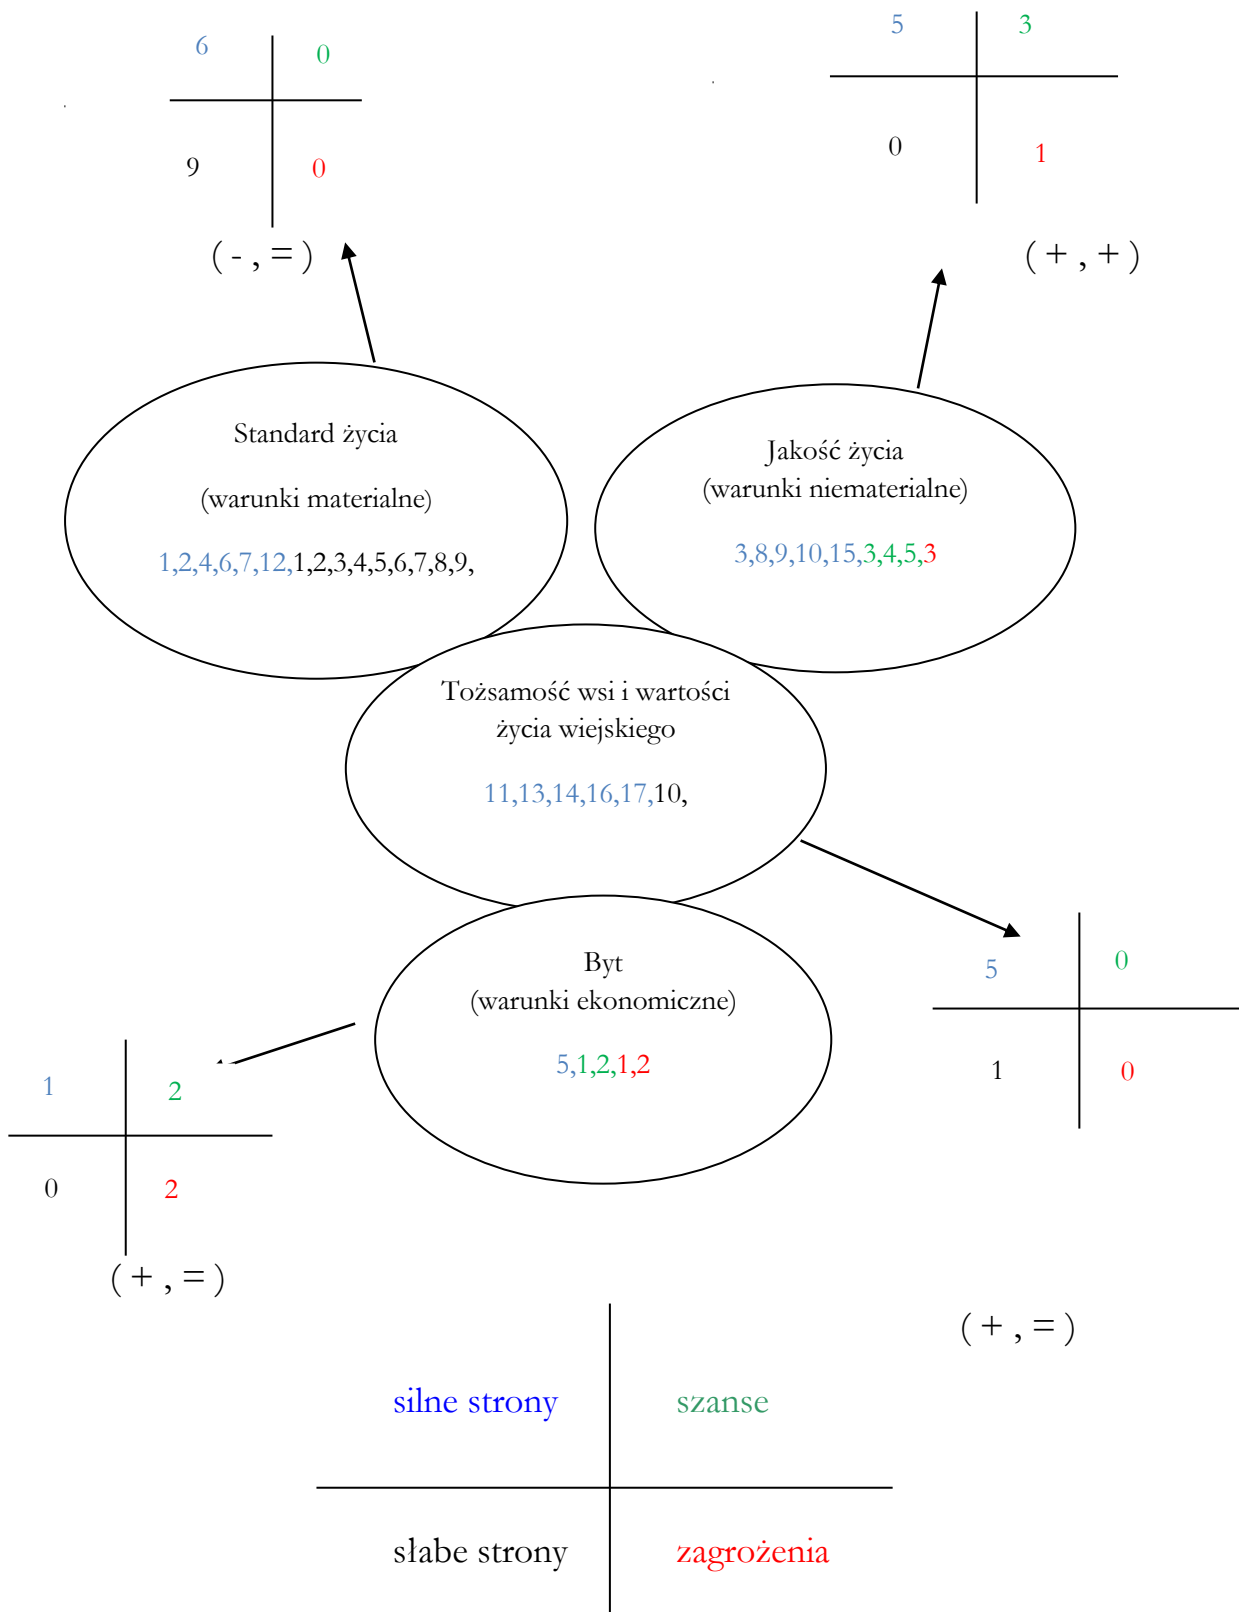 6 0
9 0
( - , = )
5 3
0 1
( + , + )
Standard życia
(warunki materialne)
1,2,4,6,7,12,1,2,3,4,5,6,7,8,9,
Jakość życia
(warunki niematerialne)
3,8,9,10,15,3,4,5,3
Tożsamość wsi i wartości
życia wiejskiego
11,13,14,16,17,10,
5 0
1 0
Byt
(warunki ekonomiczne)
5,1,2,1,2
1 2
0 2
( + , = )
( + , = )
silne strony szanse
słabe strony zagrożenia